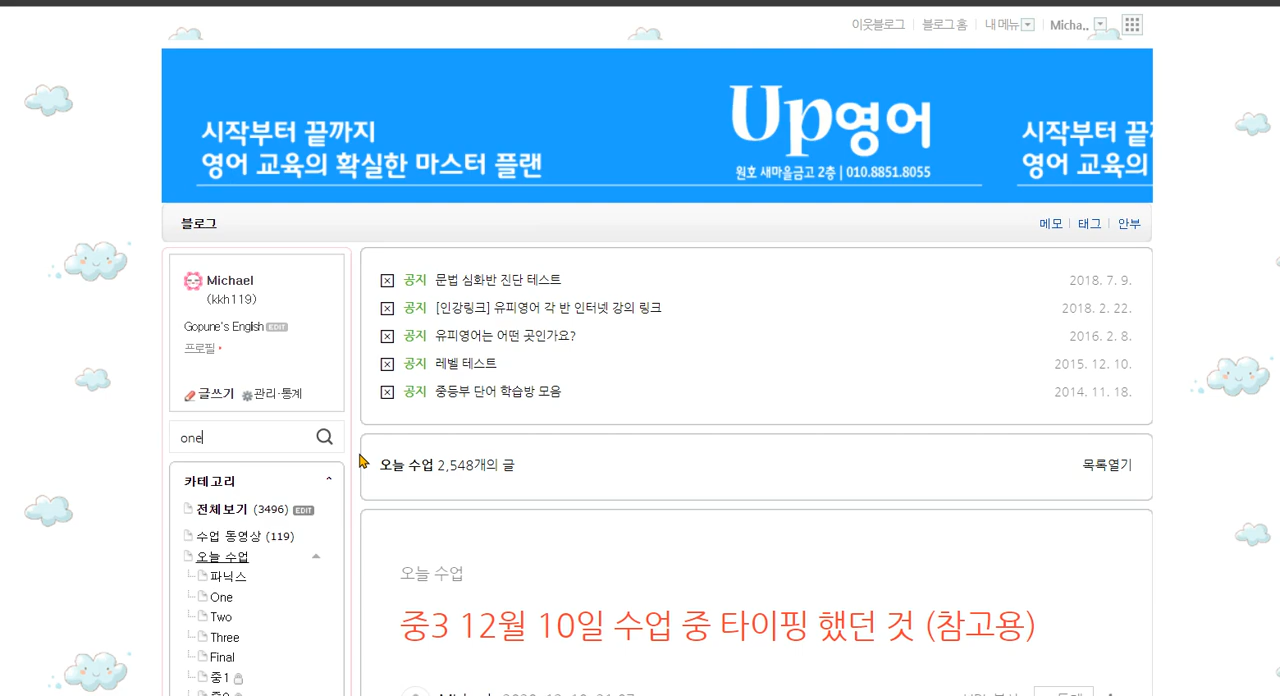 이웃블로그 블로그 홈 내 메뉴 Micha..
시작부터 끝까지
영어 교육의 확실한 마스터 플랜
Up영어
원호 새마을금고 2층 | 010.8851.8055
시작부터 끝
영어 교육의
블로그
메모 태그 안부
Michael
(kkh119)
Gopune's English EDIT
프로필
글쓰기 관리·통계
one
카테고리
전체보기 (3496) EDIT
수업 동영상 (119)
오늘 수업
파닉스
One
Two
Three
Final
중1
공지 문법 심화반 진단 테스트 2018. 7. 9.
공지 [인강링크] 유피영어 각 반 인터넷 강의 링크 2018. 2. 22.
공지 유피영어는 어떤 곳인가요? 2016. 2. 8.
공지 레벨 테스트 2015. 12. 10.
공지 중등부 단어 학습방 모음 2014. 11. 18.
오늘 수업 2,548개의 글 목록열기
오늘 수업
중3 12월 10일 수업 중 타이핑 했던 것 (참고용)